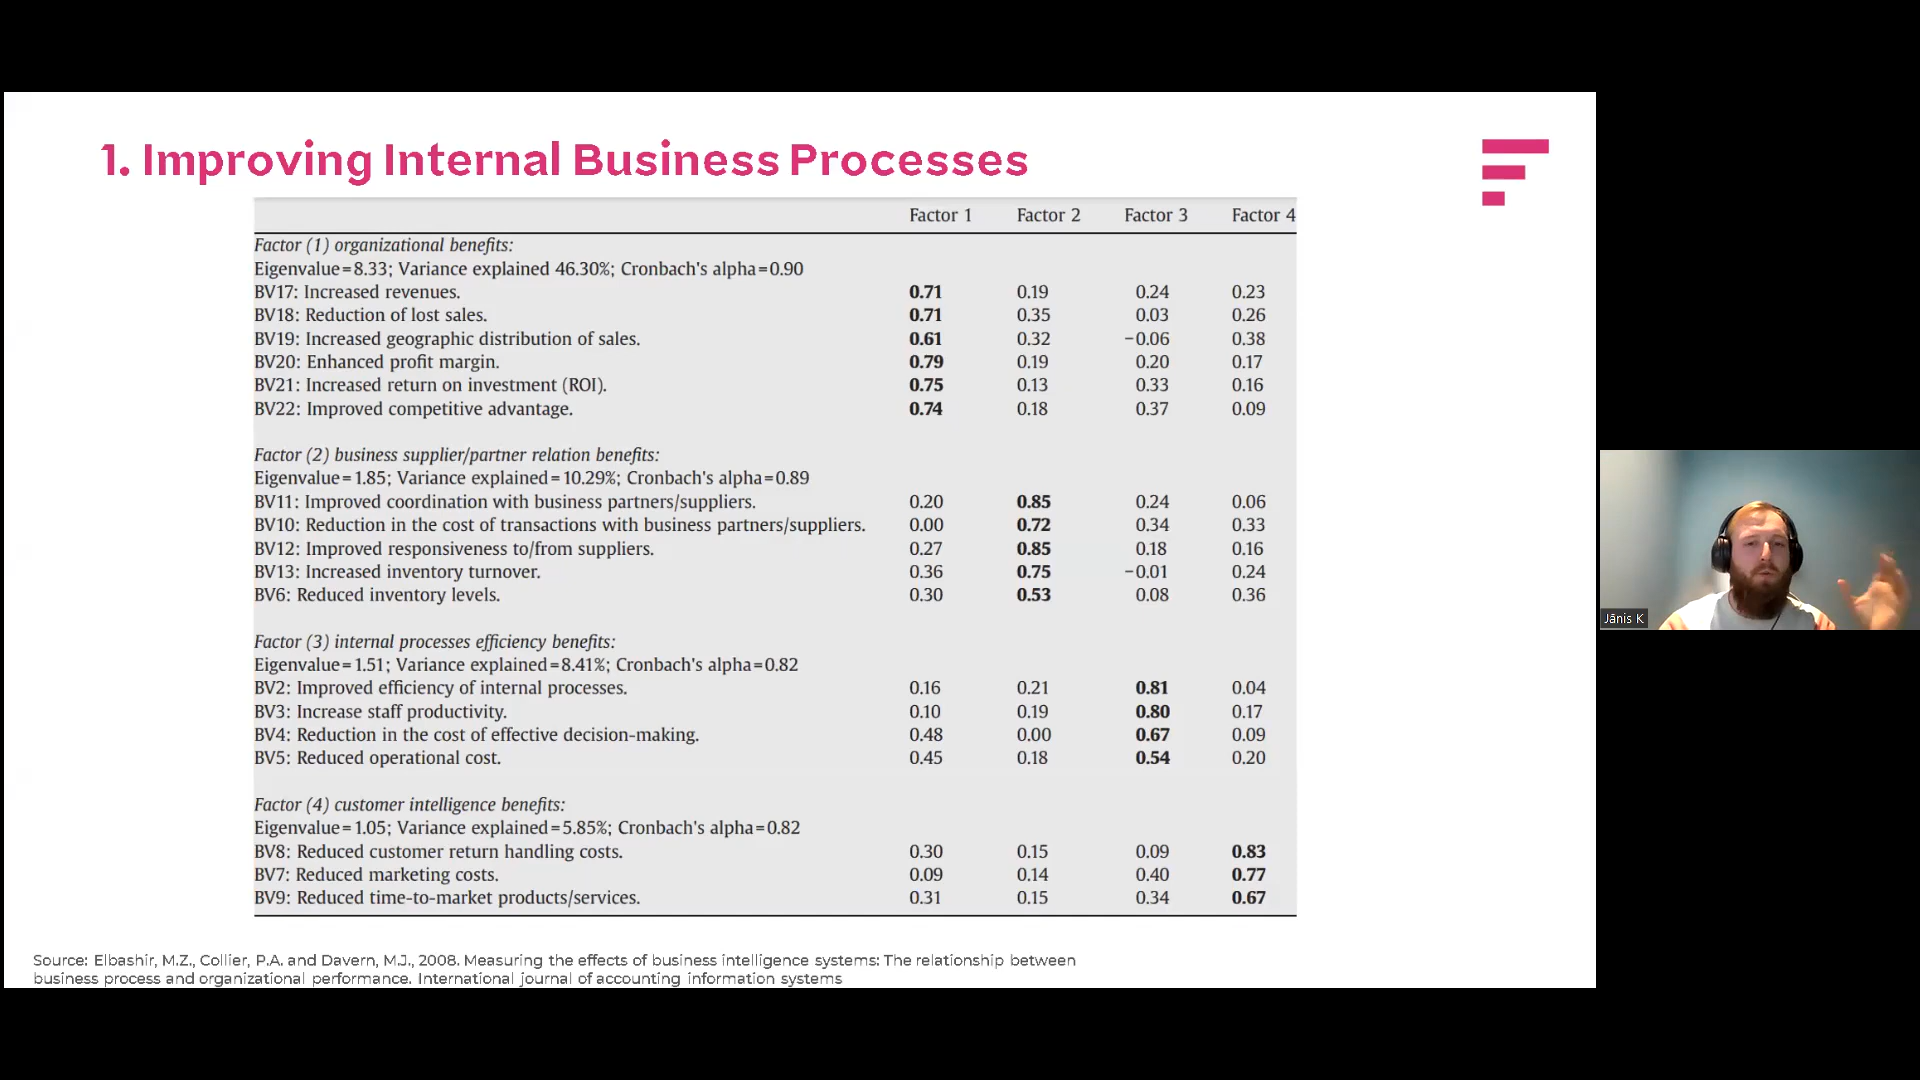 1. Improving Internal Business Processes
Factor 1 Factor 2 Factor 3 Factor 4
Factor (1) organizational benefits:
Eigenvalue=8.33; Variance explained 46.30%; Cronbach's alpha=0.90
BV17: Increased revenues. 0.71 0.19 0.24 0.23
BV18: Reduction of lost sales. 0.71 0.35 0.03 0.26
BV19: Increased geographic distribution of sales. 0.61 0.32 −0.06 0.38
BV20: Enhanced profit margin. 0.79 0.19 0.20 0.17
BV21: Increased return on investment (ROI). 0.75 0.13 0.33 0.16
BV22: Improved competitive advantage. 0.74 0.18 0.37 0.09
Factor (2) business supplier/partner relation benefits:
Eigenvalue=1.85; Variance explained=10.29%; Cronbach's alpha=0.89
BV11: Improved coordination with business partners/suppliers. 0.20 0.85 0.24 0.06
BV10: Reduction in the cost of transactions with business partners/suppliers. 0.00 0.72 0.34 0.33
BV12: Improved responsiveness to/from suppliers. 0.27 0.85 0.18 0.16
BV13: Increased inventory turnover. 0.36 0.75 −0.01 0.24
BV6: Reduced inventory levels. 0.30 0.53 0.08 0.36
Factor (3) internal processes efficiency benefits:
Eigenvalue=1.51; Variance explained=8.41%; Cronbach's alpha=0.82
BV2: Improved efficiency of internal processes. 0.16 0.21 0.81 0.04
BV3: Increase staff productivity. 0.10 0.19 0.80 0.17
BV4: Reduction in the cost of effective decision-making. 0.48 0.00 0.67 0.09
BV5: Reduced operational cost. 0.45 0.18 0.54 0.20
Factor (4) customer intelligence benefits:
Eigenvalue=1.05; Variance explained=5.85%; Cronbach's alpha=0.82
BV8: Reduced customer return handling costs. 0.30 0.15 0.09 0.83
BV7: Reduced marketing costs. 0.09 0.14 0.40 0.77
BV9: Reduced time-to-market products/services. 0.31 0.15 0.34 0.67
Source: Elbashir, M.Z., Collier, P.A. and Davern, M.J., 2008. Measuring the effects of business intelligence systems: The relationship between
business process and organizational performance. International journal of accounting information systems
Jānis K